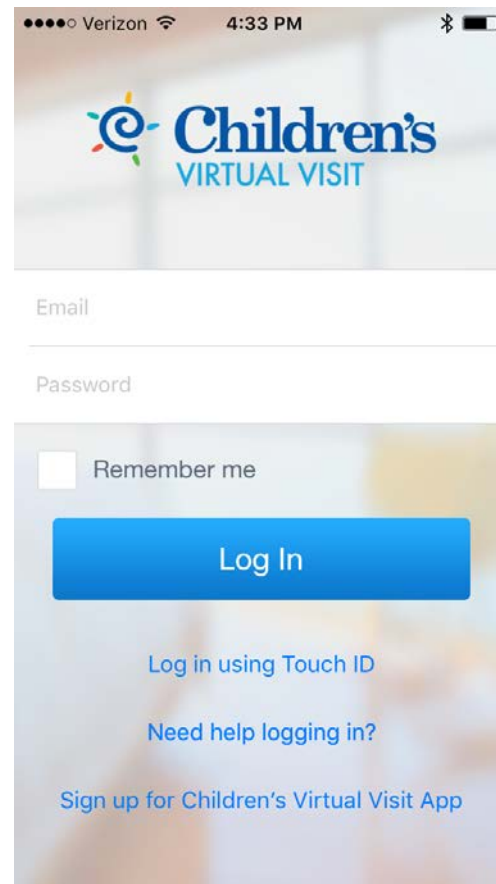 Verizon 4:33 PM
Children's
VIRTUAL VISIT
Email
Password
Remember me
Log In
Log in using Touch ID
Need help logging in?
Sign up for Children's Virtual Visit App